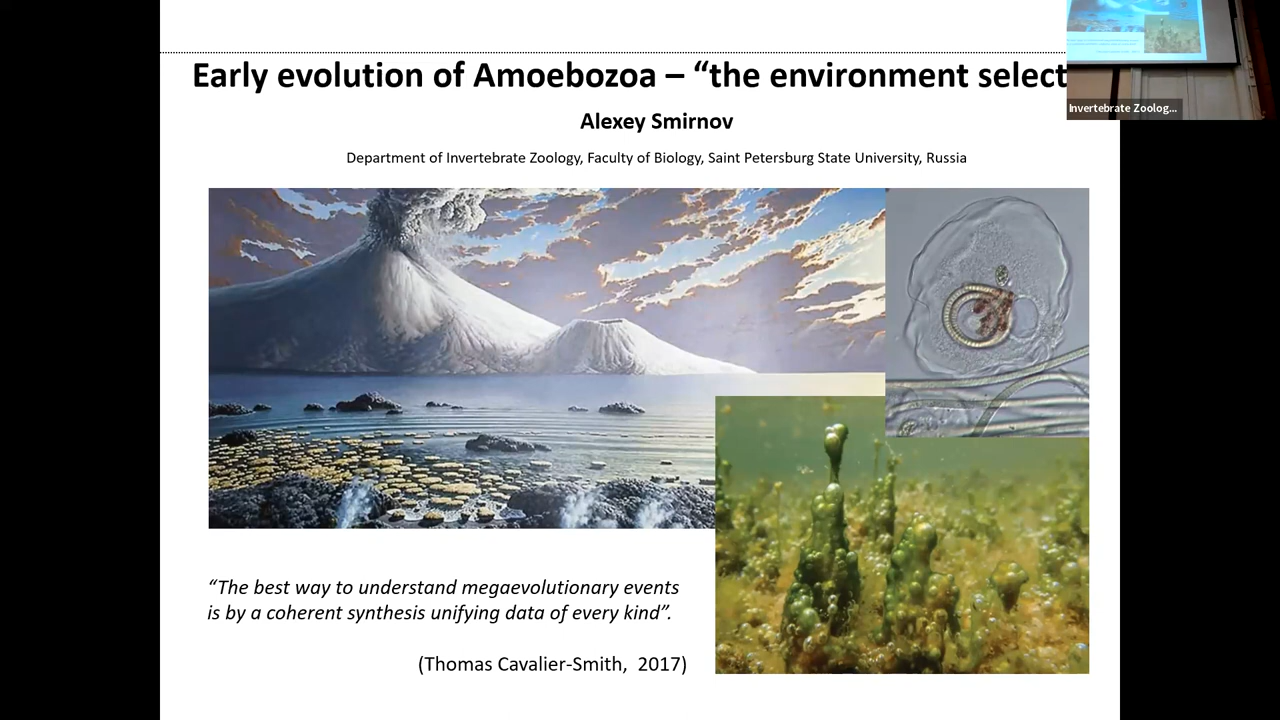 Early evolution of Amoebozoa – “the environment select
Invertebrate Zoolog...
Alexey Smirnov
Department of Invertebrate Zoology, Faculty of Biology, Saint Petersburg State University, Russia
“The best way to understand megaevolutionary events
is by a coherent synthesis unifying data of every kind”.
(Thomas Cavalier-Smith, 2017)